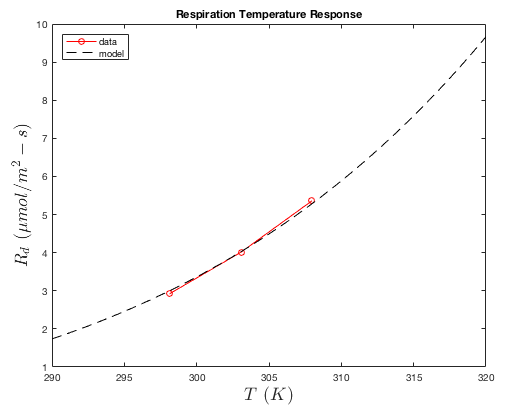 Respiration Temperature Response
data
model
10
9
8
7
6
5
4
3
2
1
R_d (μmol/m² − s)
290 295 300 305 310 315 320
T (K)